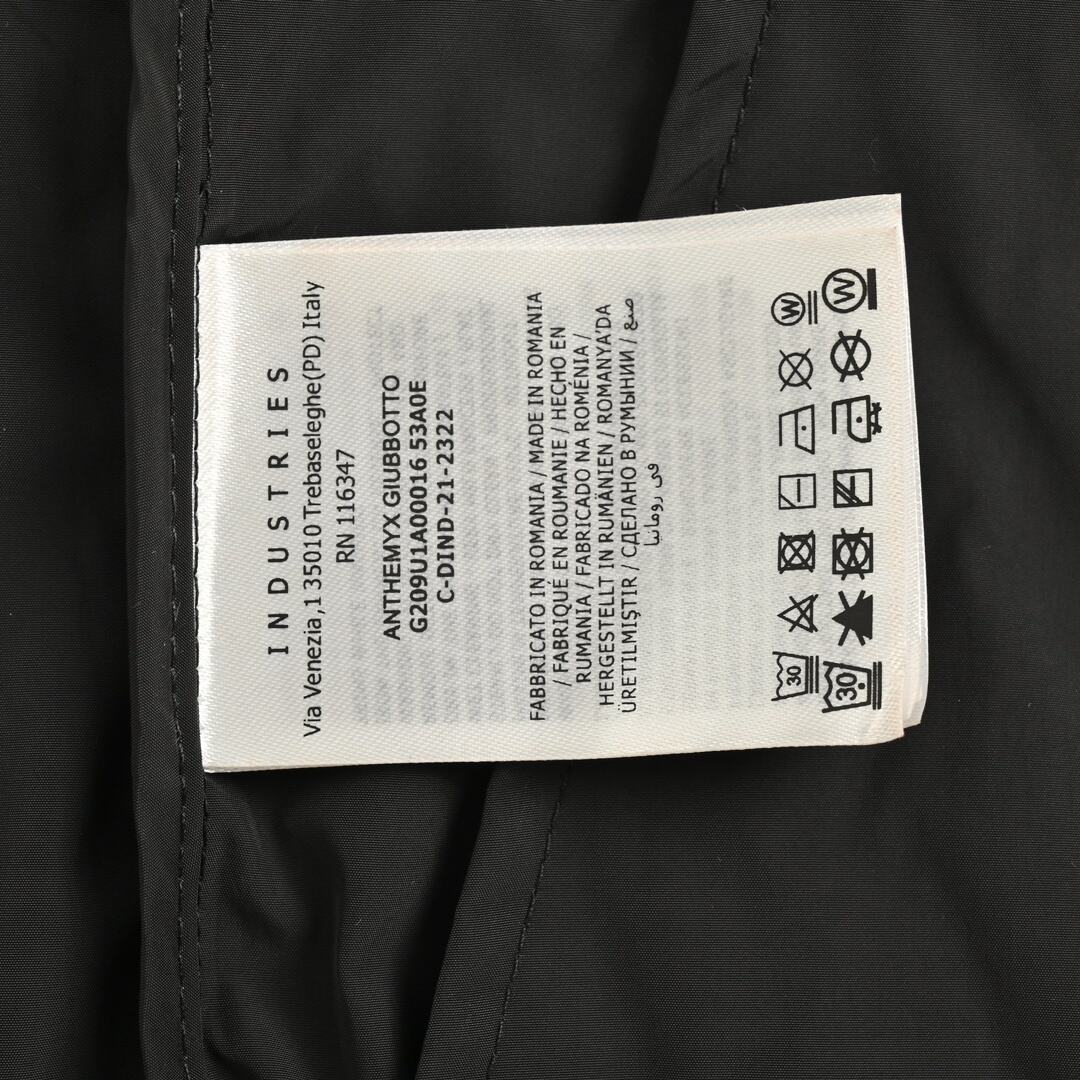 INDUSTRIES
Via Venezia,1 35010 Trebaseleghe(PD) Italy
RN 116347
ANTHEMYX GIUBBOTTO
G209U1A00016 53A0E
C-DIND-21-2322
FABBRICATO IN ROMANIA / MADE IN ROMANIA
/ FABRIQUÉ EN ROUMANIE / HECHO EN
RUMANIA / FABRICADO NA ROMÉNIA /
HERGESTELLT IN RUMÄNIEN / ROMANYA'DA
ÜRETILMIŞTIR / СДЕЛАНО В РУМЫНИИ / صنع
في رومانيا
W
W
30
30